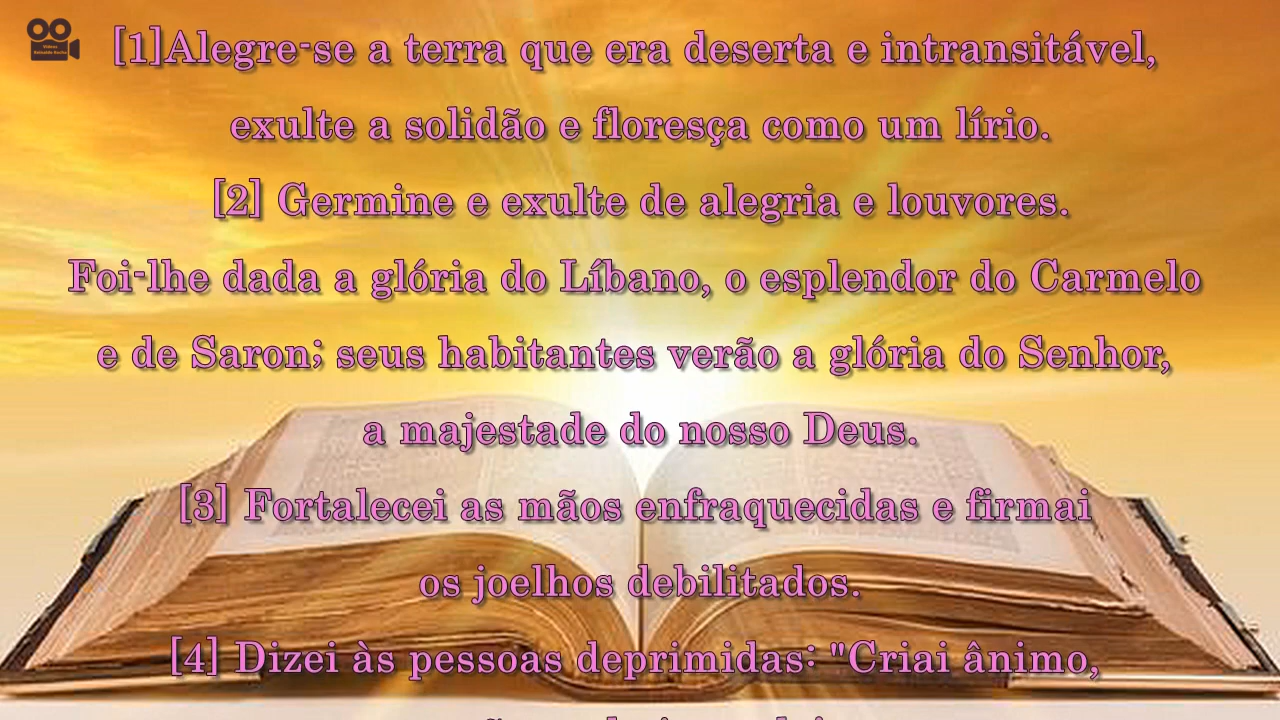 [1]Alegre-se a terra que era deserta e intransitável,
exulte a solidão e floresça como um lírio.
[2] Germine e exulte de alegria e louvores.
Foi-lhe dada a glória do Líbano, o esplendor do Carmelo
e de Saron; seus habitantes verão a glória do Senhor,
a majestade do nosso Deus.
[3] Fortalecei as mãos enfraquecidas e firmai
os joelhos debilitados.
[4] Dizei às pessoas deprimidas: "Criai ânimo,